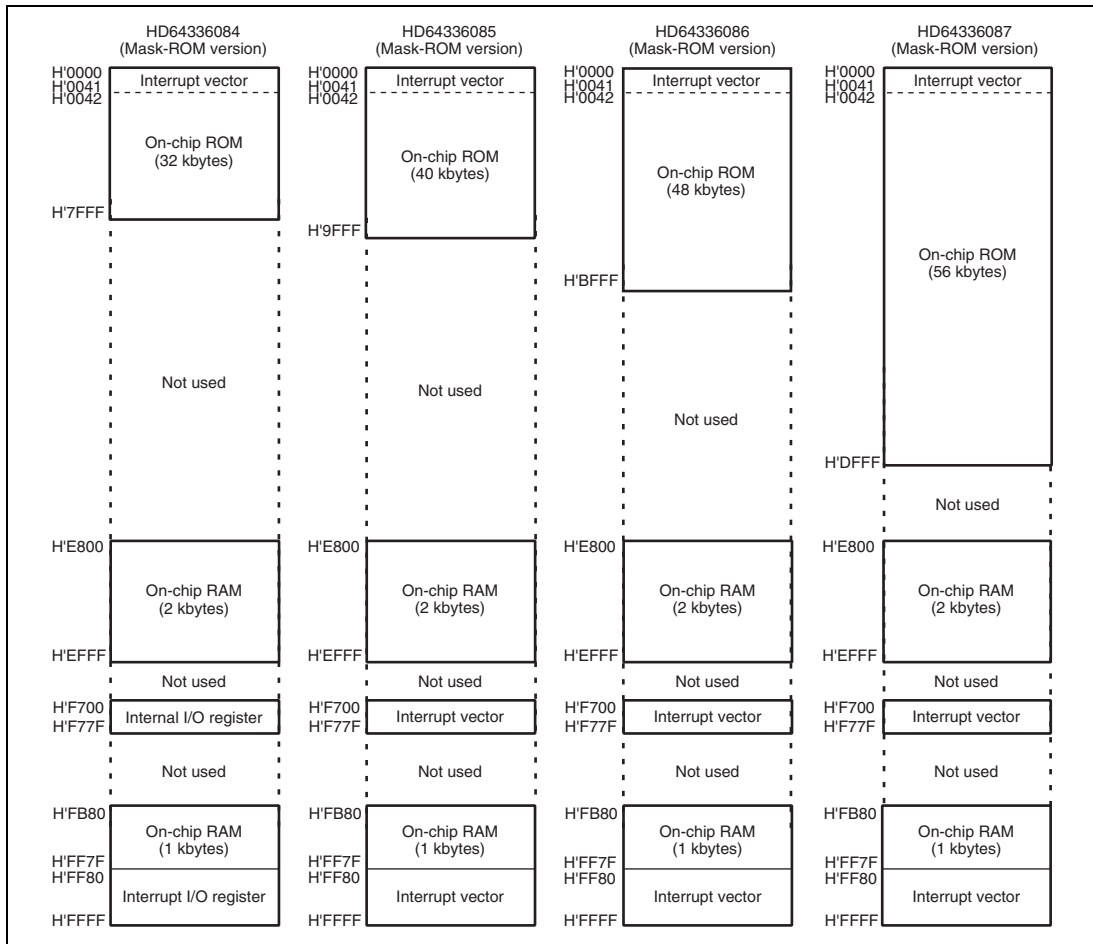 HD64336084
(Mask-ROM version)
H'0000
Interrupt vector
H'0041
H'0042
On-chip ROM
(32 kbytes)
H'7FFF
Not used
H'E800
On-chip RAM
(2 kbytes)
H'EFFF
Not used
H'F700
Internal I/O register
H'F77F
Not used
H'FB80
On-chip RAM
(1 kbytes)
H'FF7F
H'FF80
Interrupt I/O register
H'FFFF
HD64336085
(Mask-ROM version)
H'0000
Interrupt vector
H'0041
H'0042
On-chip ROM
(40 kbytes)
H'9FFF
Not used
H'E800
On-chip RAM
(2 kbytes)
H'EFFF
Not used
H'F700
Interrupt vector
H'F77F
Not used
H'FB80
On-chip RAM
(1 kbytes)
H'FF7F
H'FF80
Interrupt vector
H'FFFF
HD64336086
(Mask-ROM version)
H'0000
Interrupt vector
H'0041
H'0042
On-chip ROM
(48 kbytes)
H'BFFF
Not used
H'E800
On-chip RAM
(2 kbytes)
H'EFFF
Not used
H'F700
Interrupt vector
H'F77F
Not used
H'FB80
On-chip RAM
(1 kbytes)
H'FF7F
H'FF80
Interrupt vector
H'FFFF
HD64336087
(Mask-ROM version)
H'0000
Interrupt vector
H'0041
H'0042
On-chip ROM
(56 kbytes)
H'DFFF
Not used
H'E800
On-chip RAM
(2 kbytes)
H'EFFF
Not used
H'F700
Interrupt vector
H'F77F
Not used
H'FB80
On-chip RAM
(1 kbytes)
H'FF7F
H'FF80
Interrupt vector
H'FFFF